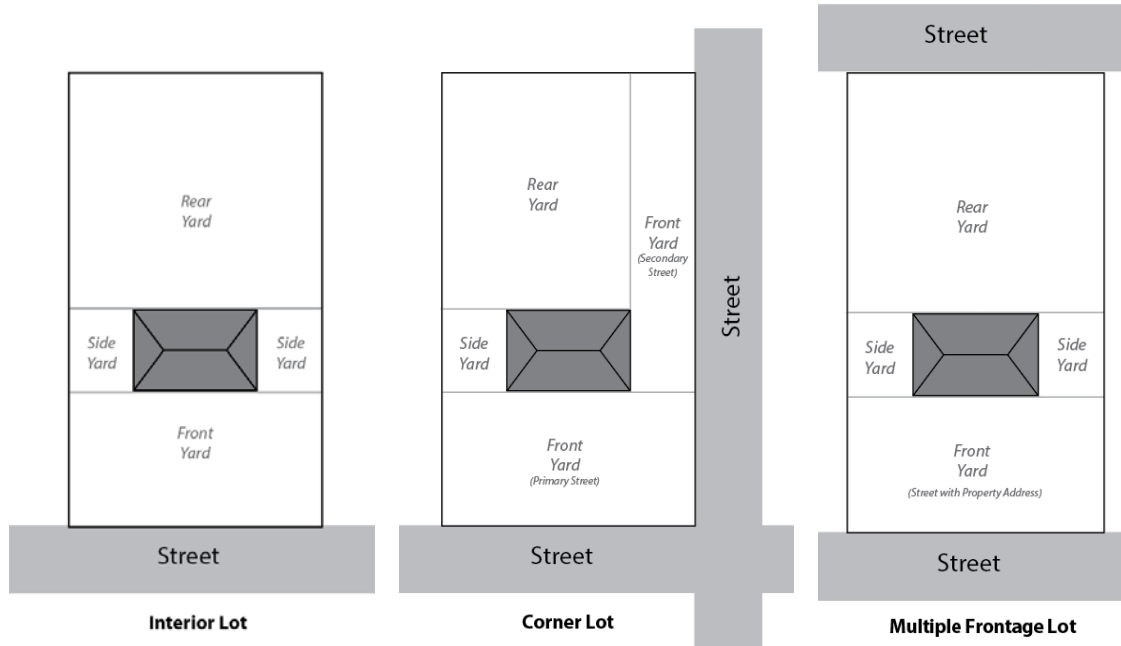 Rear
Yard
Side
Yard
Side
Yard
Front
Yard
Street
Interior Lot
Rear
Yard
Front
Yard
(Secondary
Street)
Side
Yard
Front
Yard
(Primary Street)
Street
Street
Corner Lot
Street
Rear
Yard
Side
Yard
Side
Yard
Front
Yard
(Street with Property Address)
Street
Multiple Frontage Lot